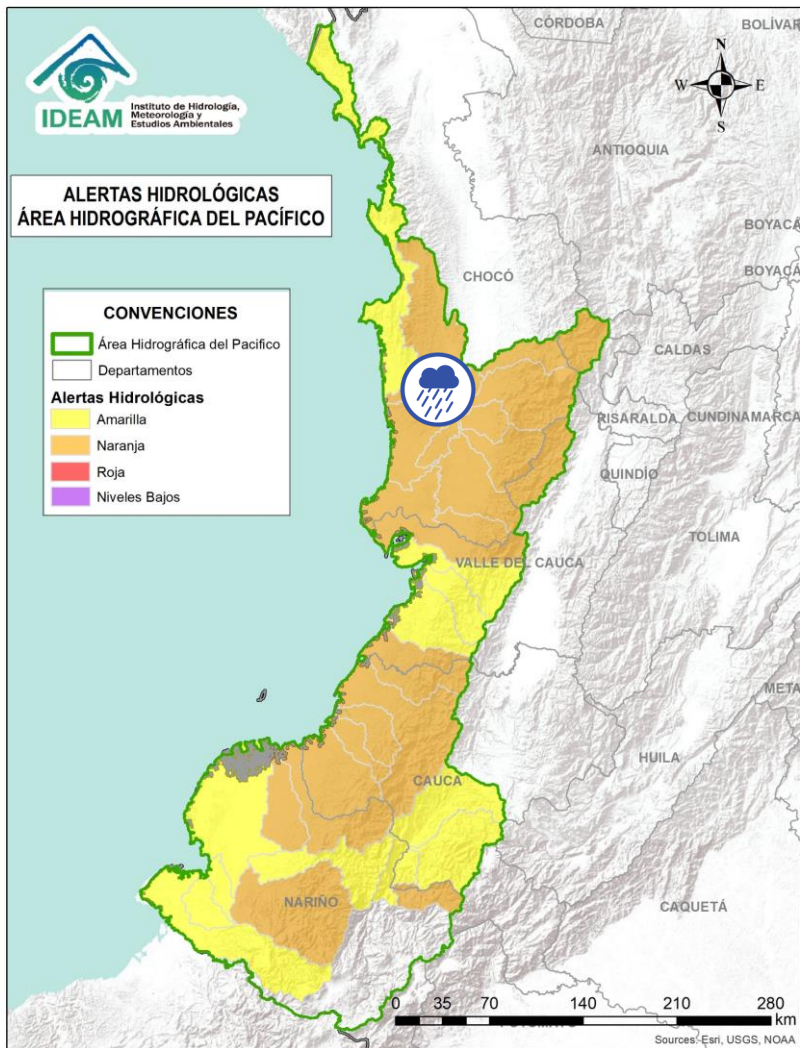 CÓRDOBA
BOLÍVAR
N
W
E
S
IDEAM
Instituto de Hidrología,
Meteorología y
Estudios Ambientales
ANTIOQUIA
ALERTAS HIDROLÓGICAS
ÁREA HIDROGRÁFICA DEL PACÍFICO
BOYACÁ
BOYACÁ
CHOCÓ
CONVENCIONES
Área Hidrográfica del Pacifico
Departamentos
Alertas Hidrológicas
Amarilla
Naranja
Roja
Niveles Bajos
CALDAS
RISARALDA
CUNDINAMARCA
QUINDÍO
TOLIMA
VALLE DEL CAUCA
META
HUILA
CAUCA
NARIÑO
CAQUETÁ
0 35 70 140 210 280
km
Sources: Esri, USGS, NOAA